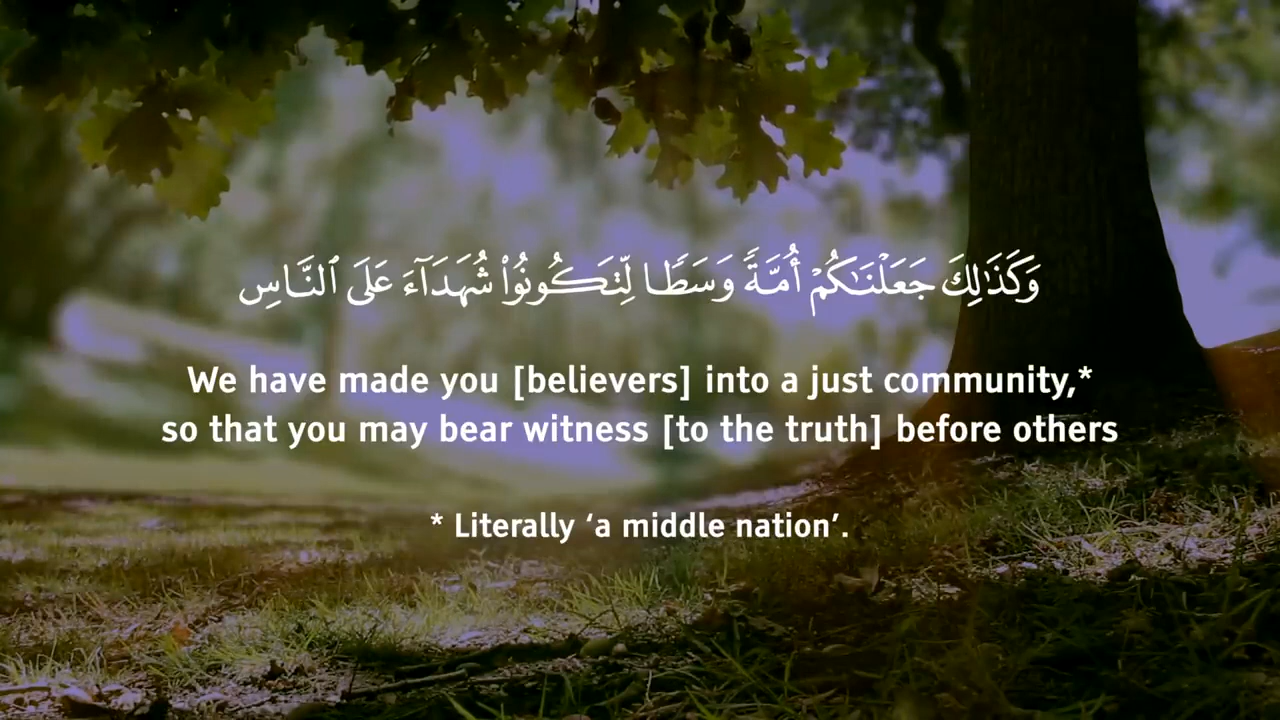 وَكَذَٰلِكَ جَعَلْنَـٰكُمْ أُمَّةً وَسَطًا لِّتَكُونُوا۟ شُهَدَآءَ عَلَى ٱلنَّاسِ
We have made you [believers] into a just community,*
so that you may bear witness [to the truth] before others
* Literally ‘a middle nation’.